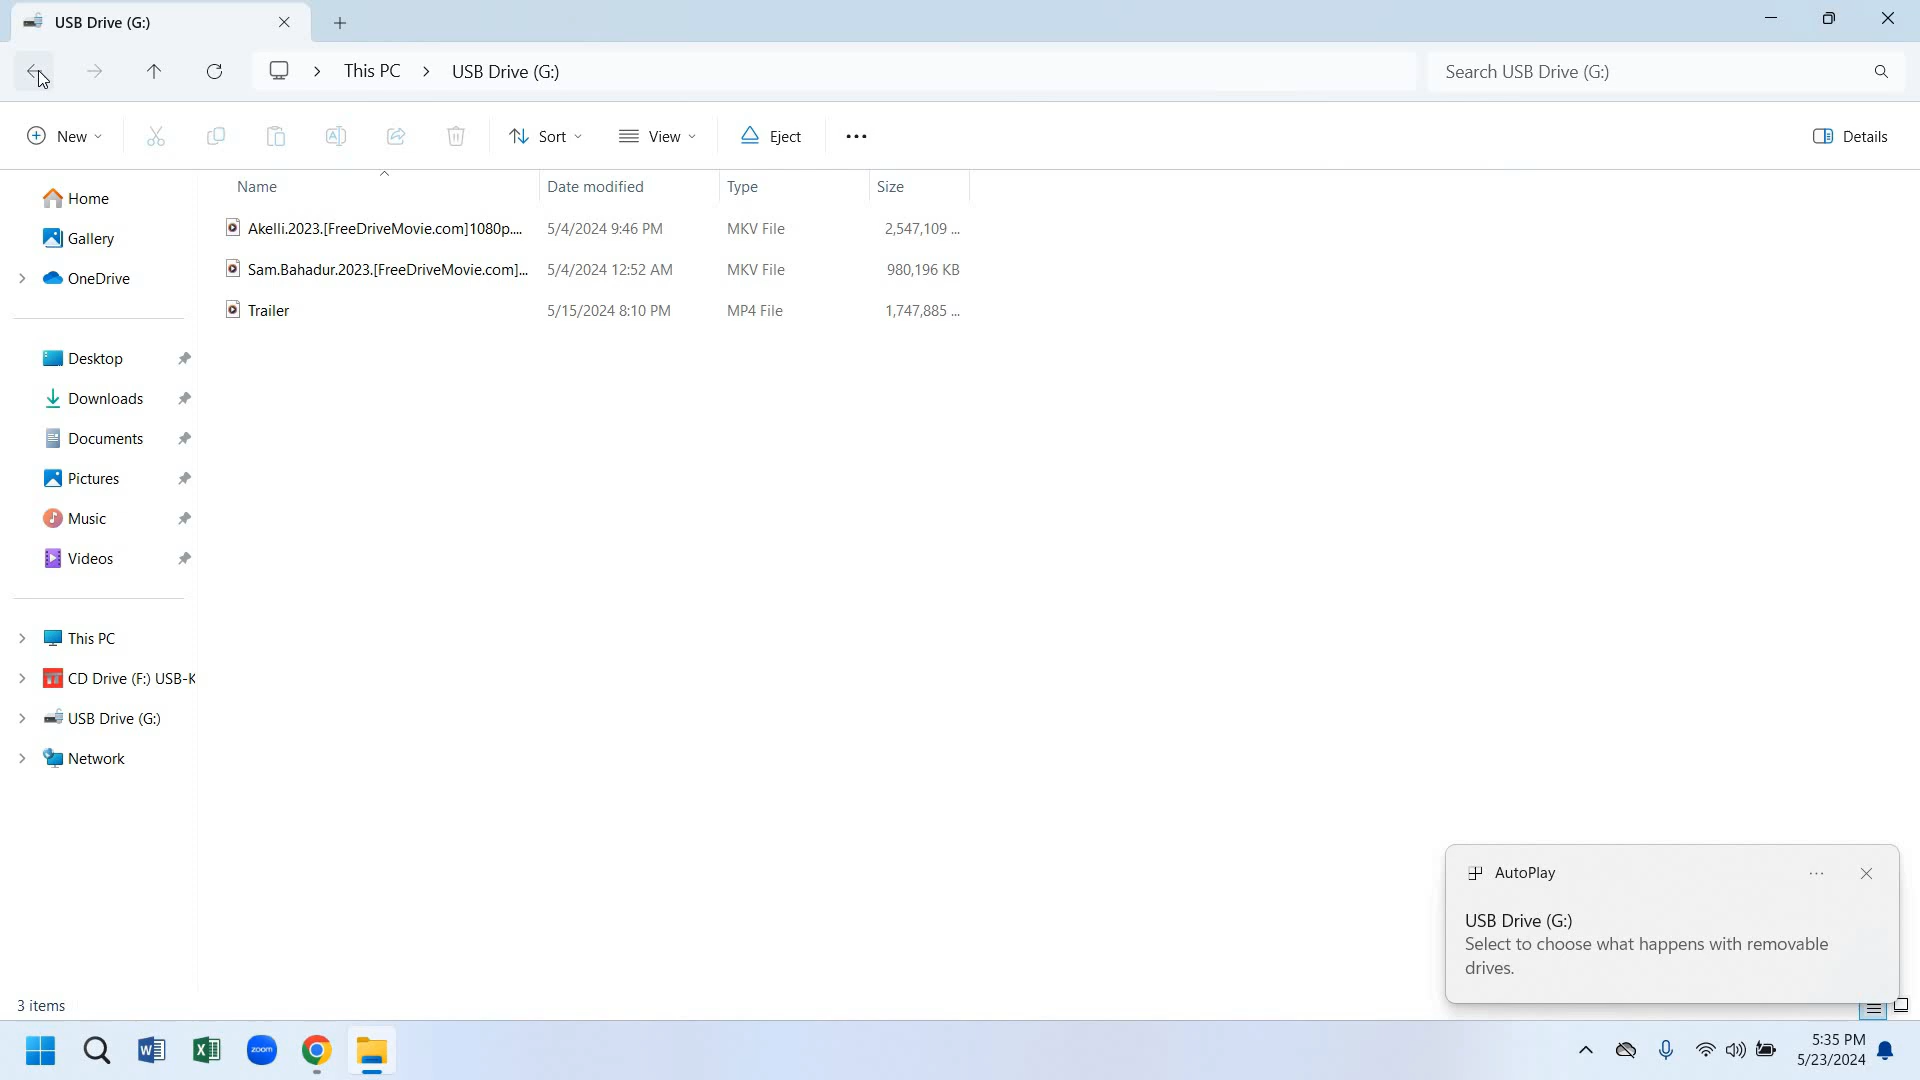 USB Drive (G:)
This PC > USB Drive (G:)
Search USB Drive (G:)
New
Sort
View
Eject
Details
Name Date modified Type Size
Akelli.2023.[FreeDriveMovie.com]1080p.... 5/4/2024 9:46 PM MKV File 2,547,109 ...
Sam.Bahadur.2023.[FreeDriveMovie.com]... 5/4/2024 12:52 AM MKV File 980,196 KB
Trailer 5/15/2024 8:10 PM MP4 File 1,747,885 ...
Home
Gallery
OneDrive
Desktop
Downloads
Documents
Pictures
Music
Videos
This PC
CD Drive (F:) USB-K
USB Drive (G:)
Network
AutoPlay
USB Drive (G:)
Select to choose what happens with removable
drives.
3 items
zoom
5:35 PM
5/23/2024